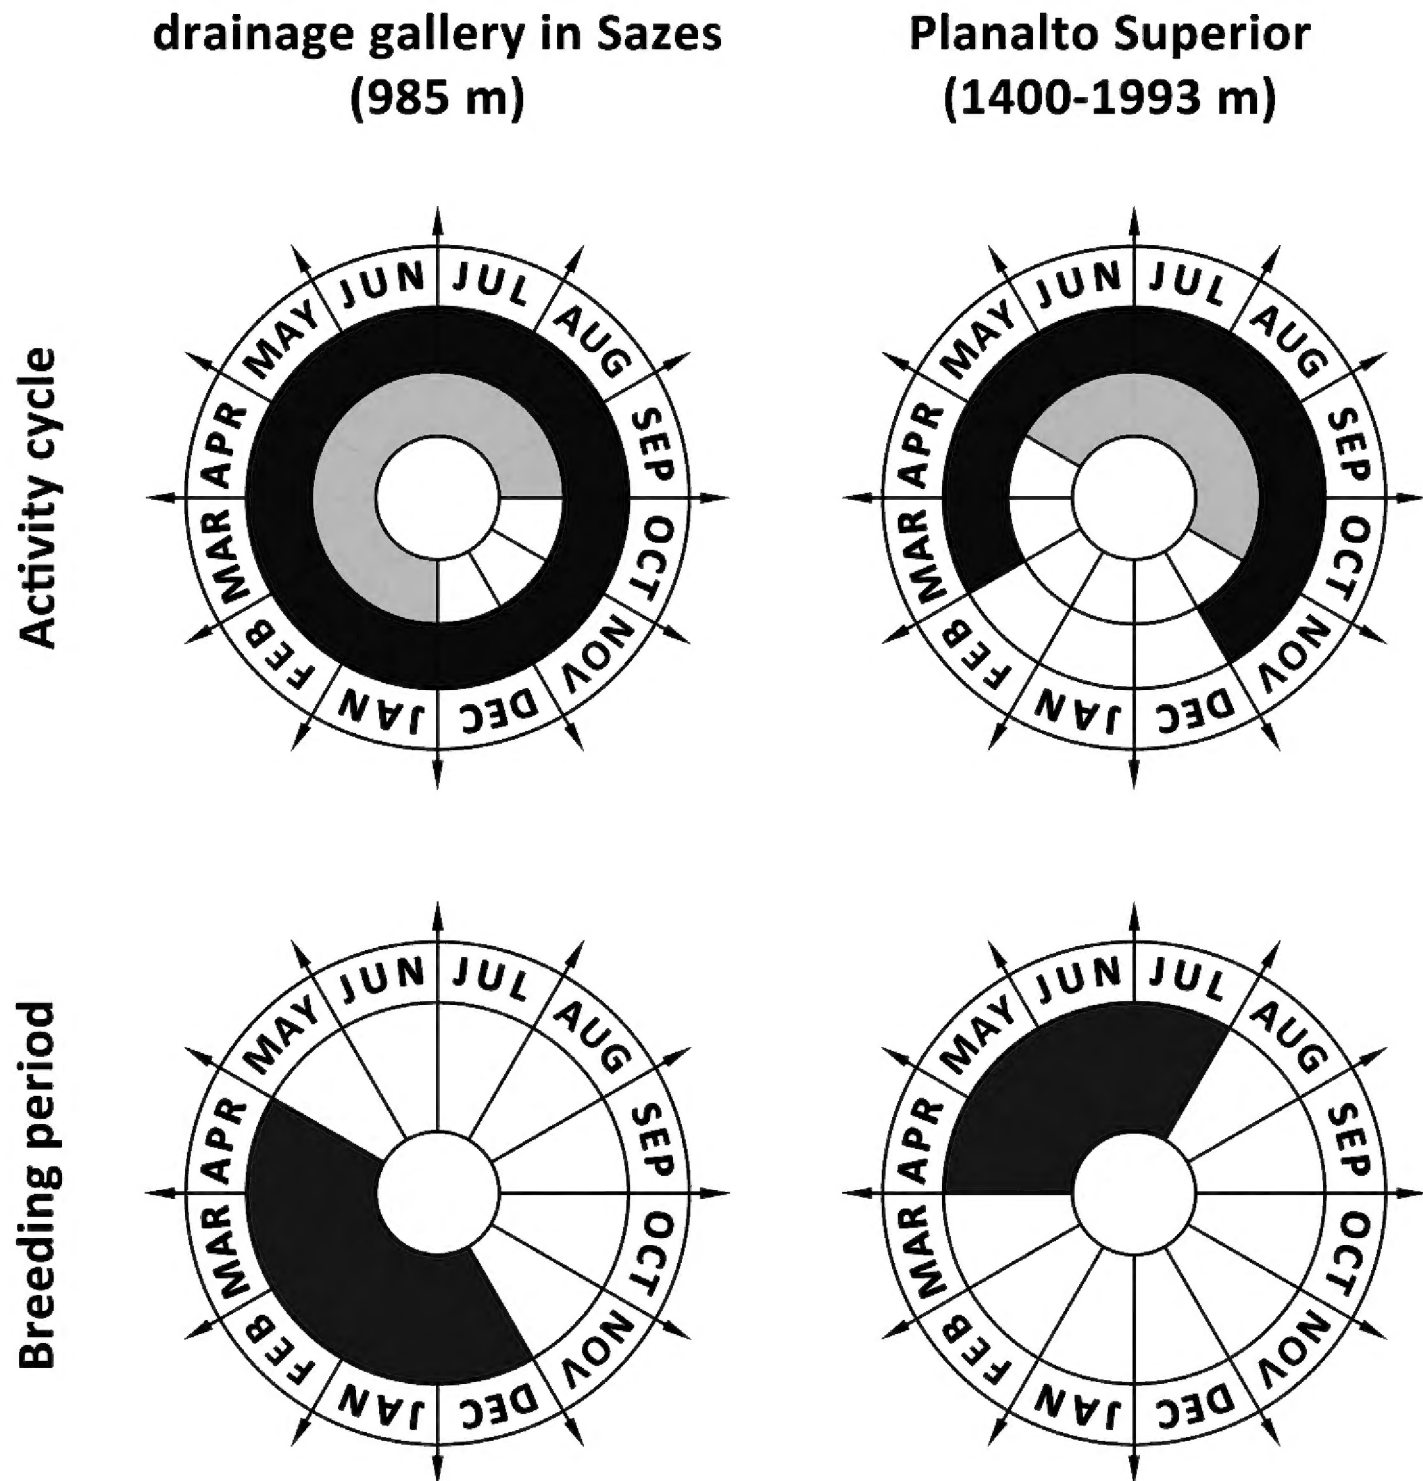 drainage gallery in Sazes
(985 m)
Planalto Superior
(1400-1993 m)
Activity cycle
JAN
FEB
MAR
APR
MAY
JUN
JUL
AUG
SEP
OCT
NOV
DEC
JAN
FEB
MAR
APR
MAY
JUN
JUL
AUG
SEP
OCT
NOV
DEC
Breeding period
JAN
FEB
MAR
APR
MAY
JUN
JUL
AUG
SEP
OCT
NOV
DEC
JAN
FEB
MAR
APR
MAY
JUN
JUL
AUG
SEP
OCT
NOV
DEC